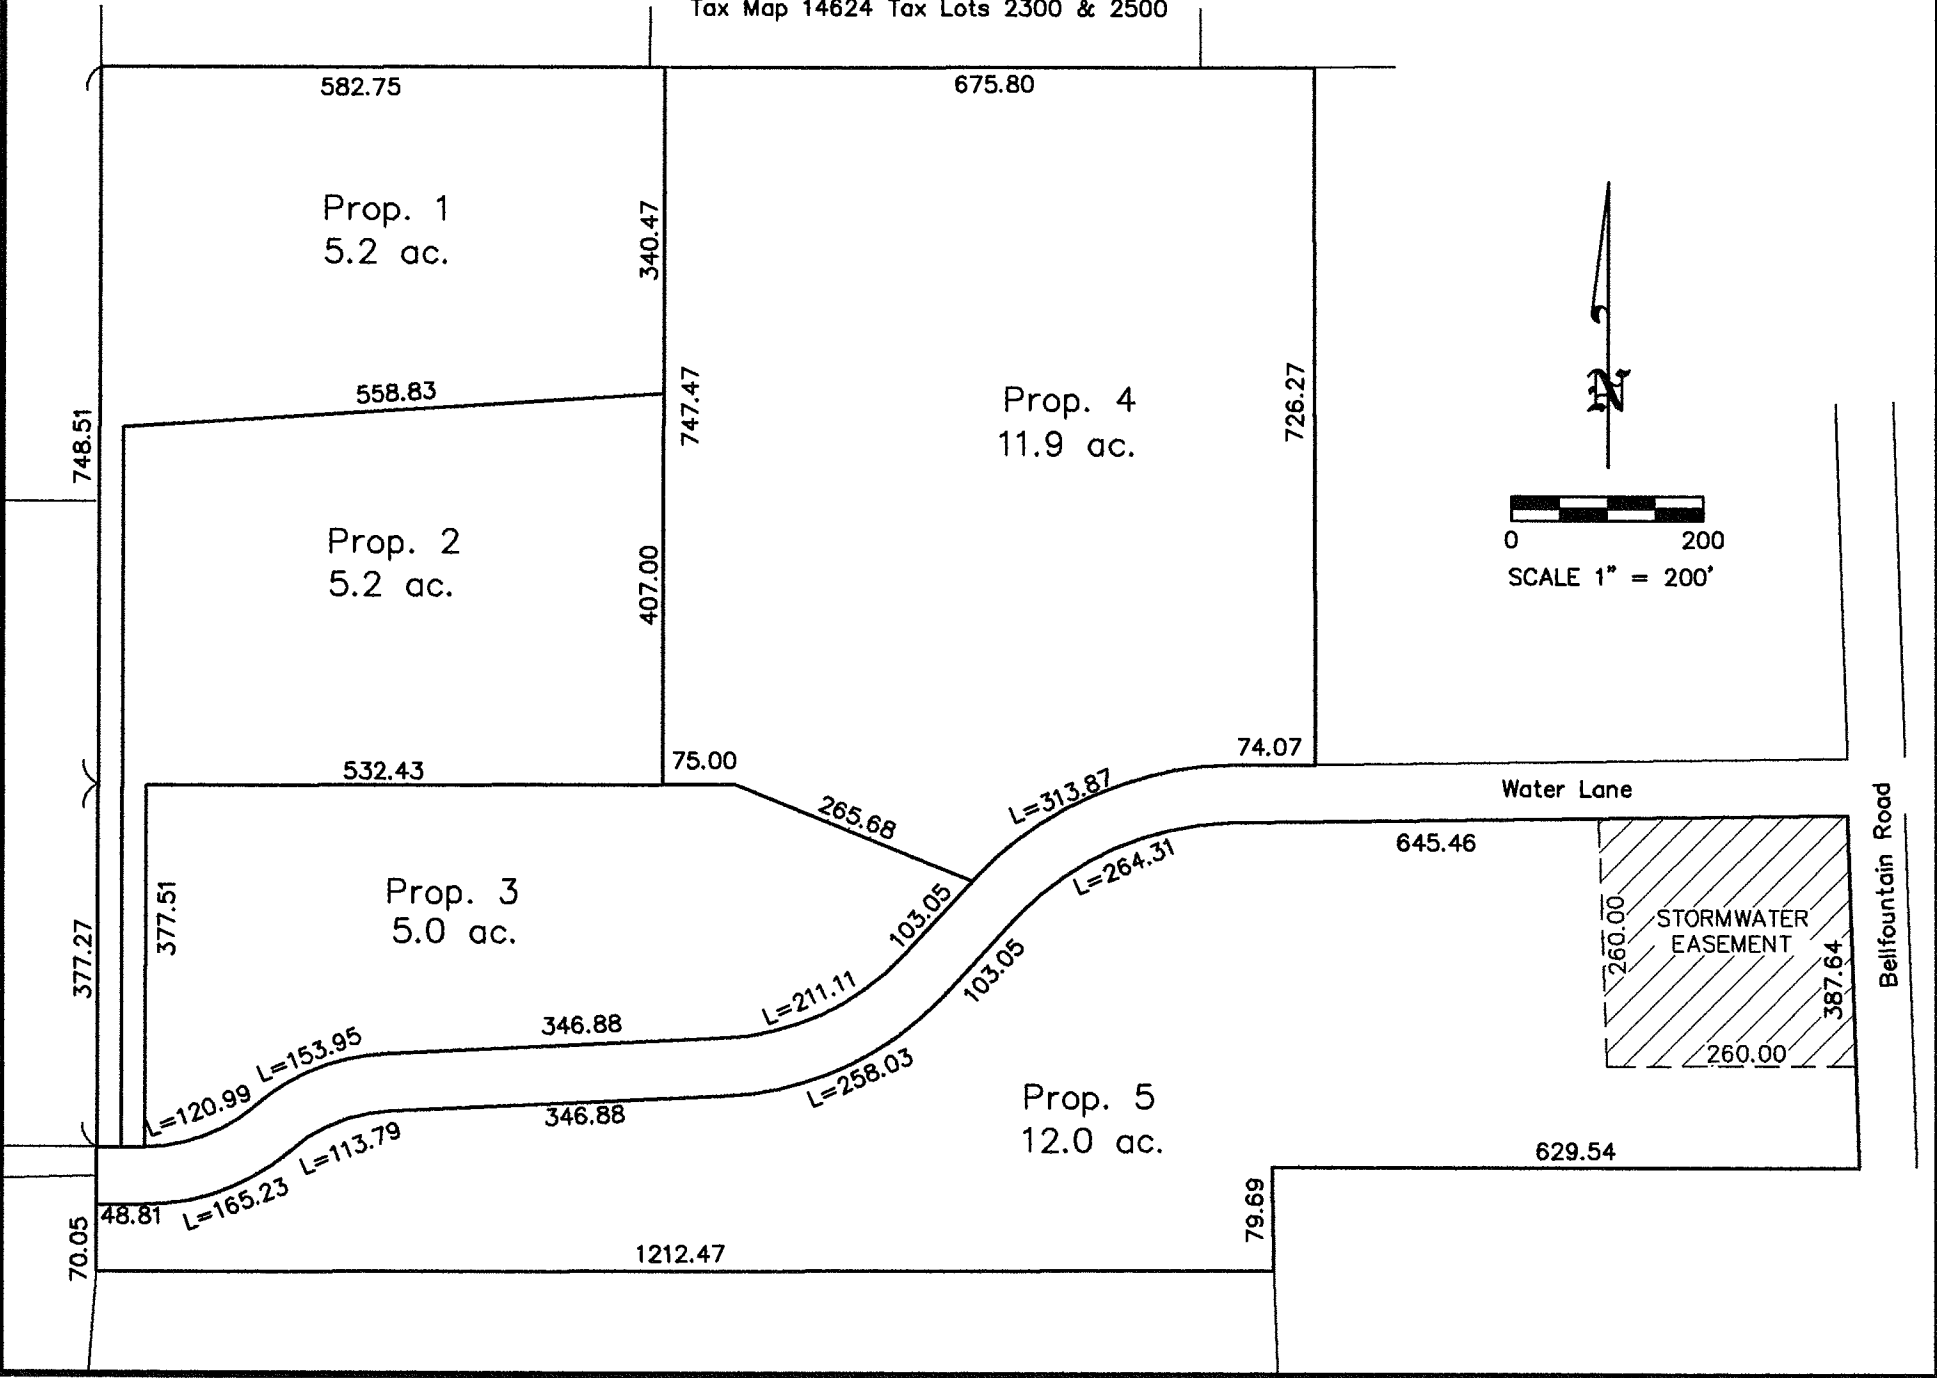 Tax Map 14624 Tax Lots 2300 & 2500
582.75
675.80
Prop. 1
5.2 ac.
340.47
558.83
748.51
747.47
Prop. 4
11.9 ac.
726.27
N
0 200
SCALE 1" = 200'
Prop. 2
5.2 ac.
407.00
532.43
75.00
265.68
L=313.87
74.07
Water Lane
645.46
L=264.31
Bellfountain Road
377.27
377.51
Prop. 3
5.0 ac.
103.05
103.05
L=211.11
346.88
L=153.95
L=120.99
260.00
STORMWATER
EASEMENT
387.64
260.00
L=258.03
346.88
L=113.79
L=165.23
48.81
70.05
Prop. 5
12.0 ac.
629.54
79.69
1212.47